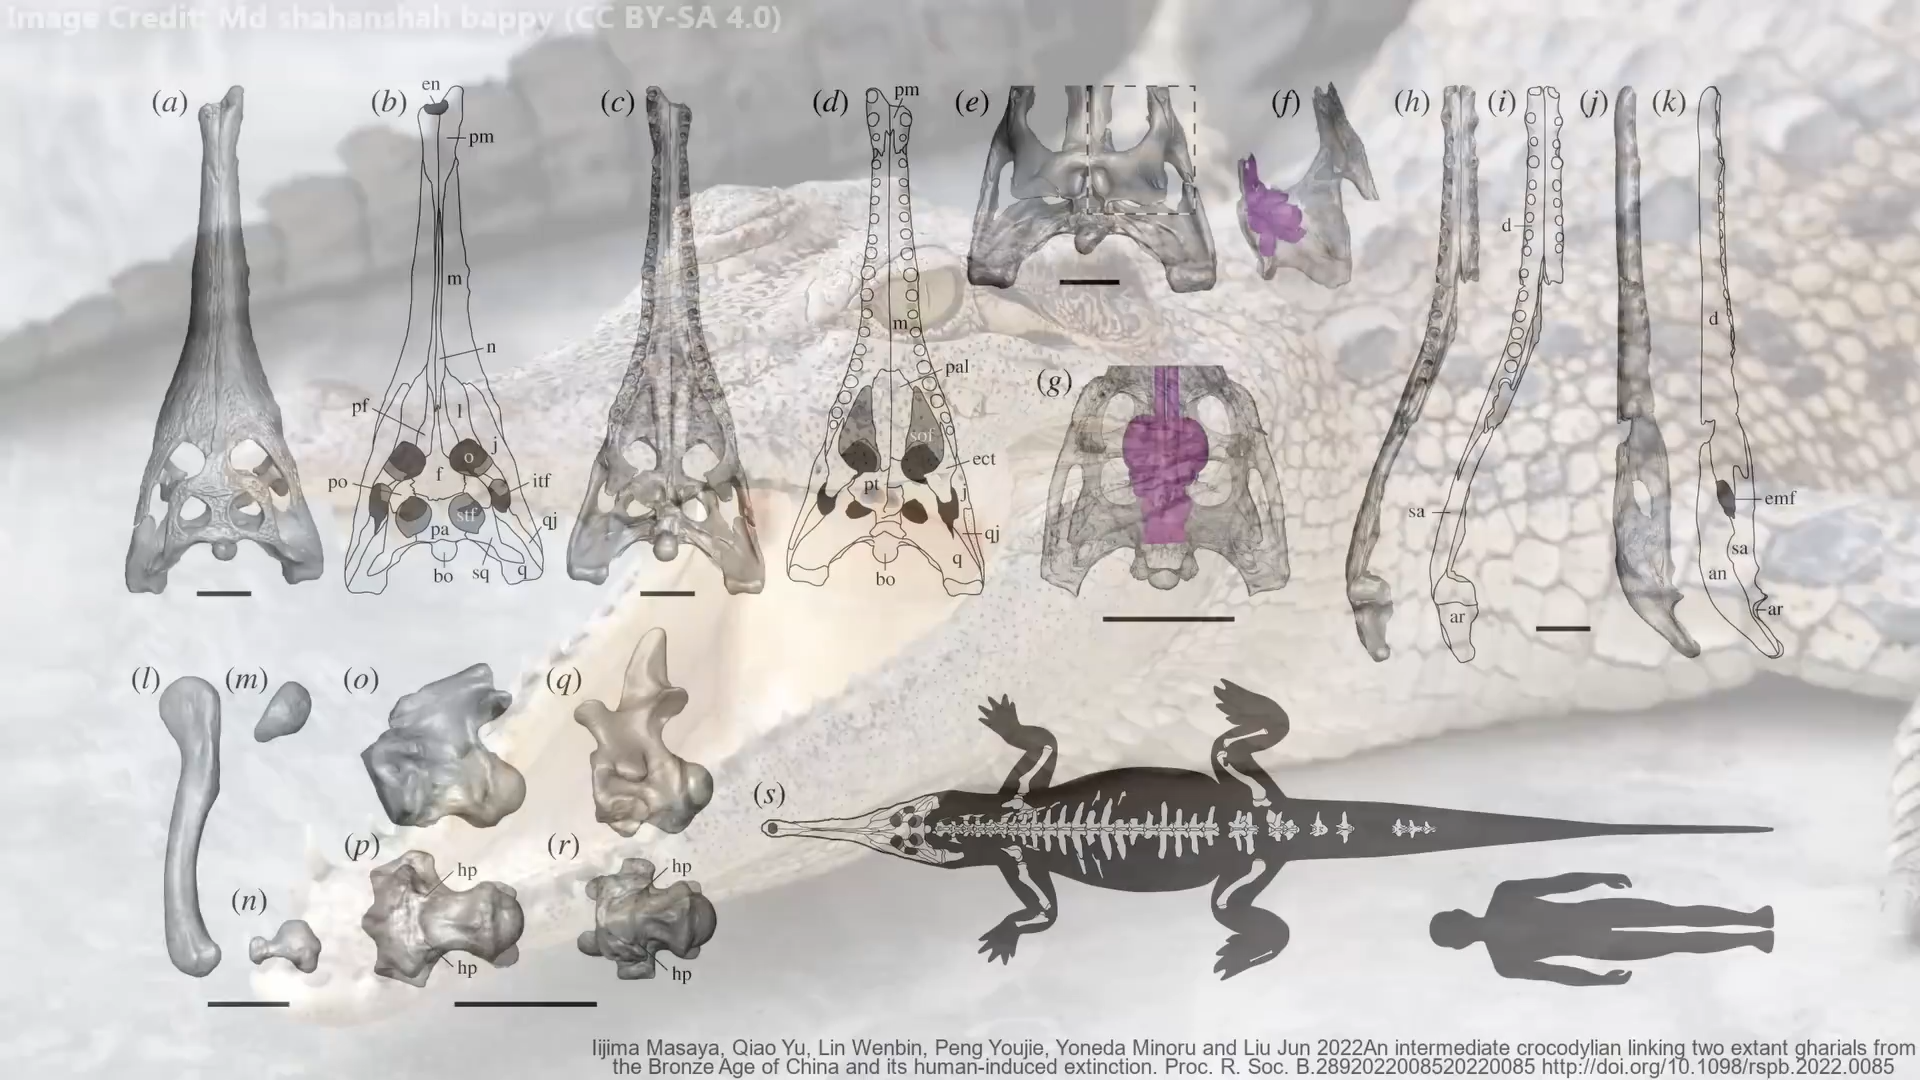 Image Credit: Md shahanshah bappy (CC BY-SA 4.0)
(a)
(b)
en
pm
m
n
pf
l
j
o
f
po
itf
stf
qj
pa
bo
sq
q
(c)
(d)
pm
m
pal
sof
ect
pt
j
qj
q
bo
(e)
(f)
(g)
(h)
(i)
d
sa
ar
(j)
(k)
d
emf
sa
an
ar
(l)
(m)
(n)
(o)
(p)
hp
hp
(q)
(r)
hp
hp
(s)
Iijima Masaya, Qiao Yu, Lin Wenbin, Peng Youjie, Yoneda Minoru and Liu Jun 2022An intermediate crocodylian linking two extant gharials from
the Bronze Age of China and its human-induced extinction. Proc. R. Soc. B.2892022008520220085 http://doi.org/10.1098/rspb.2022.0085